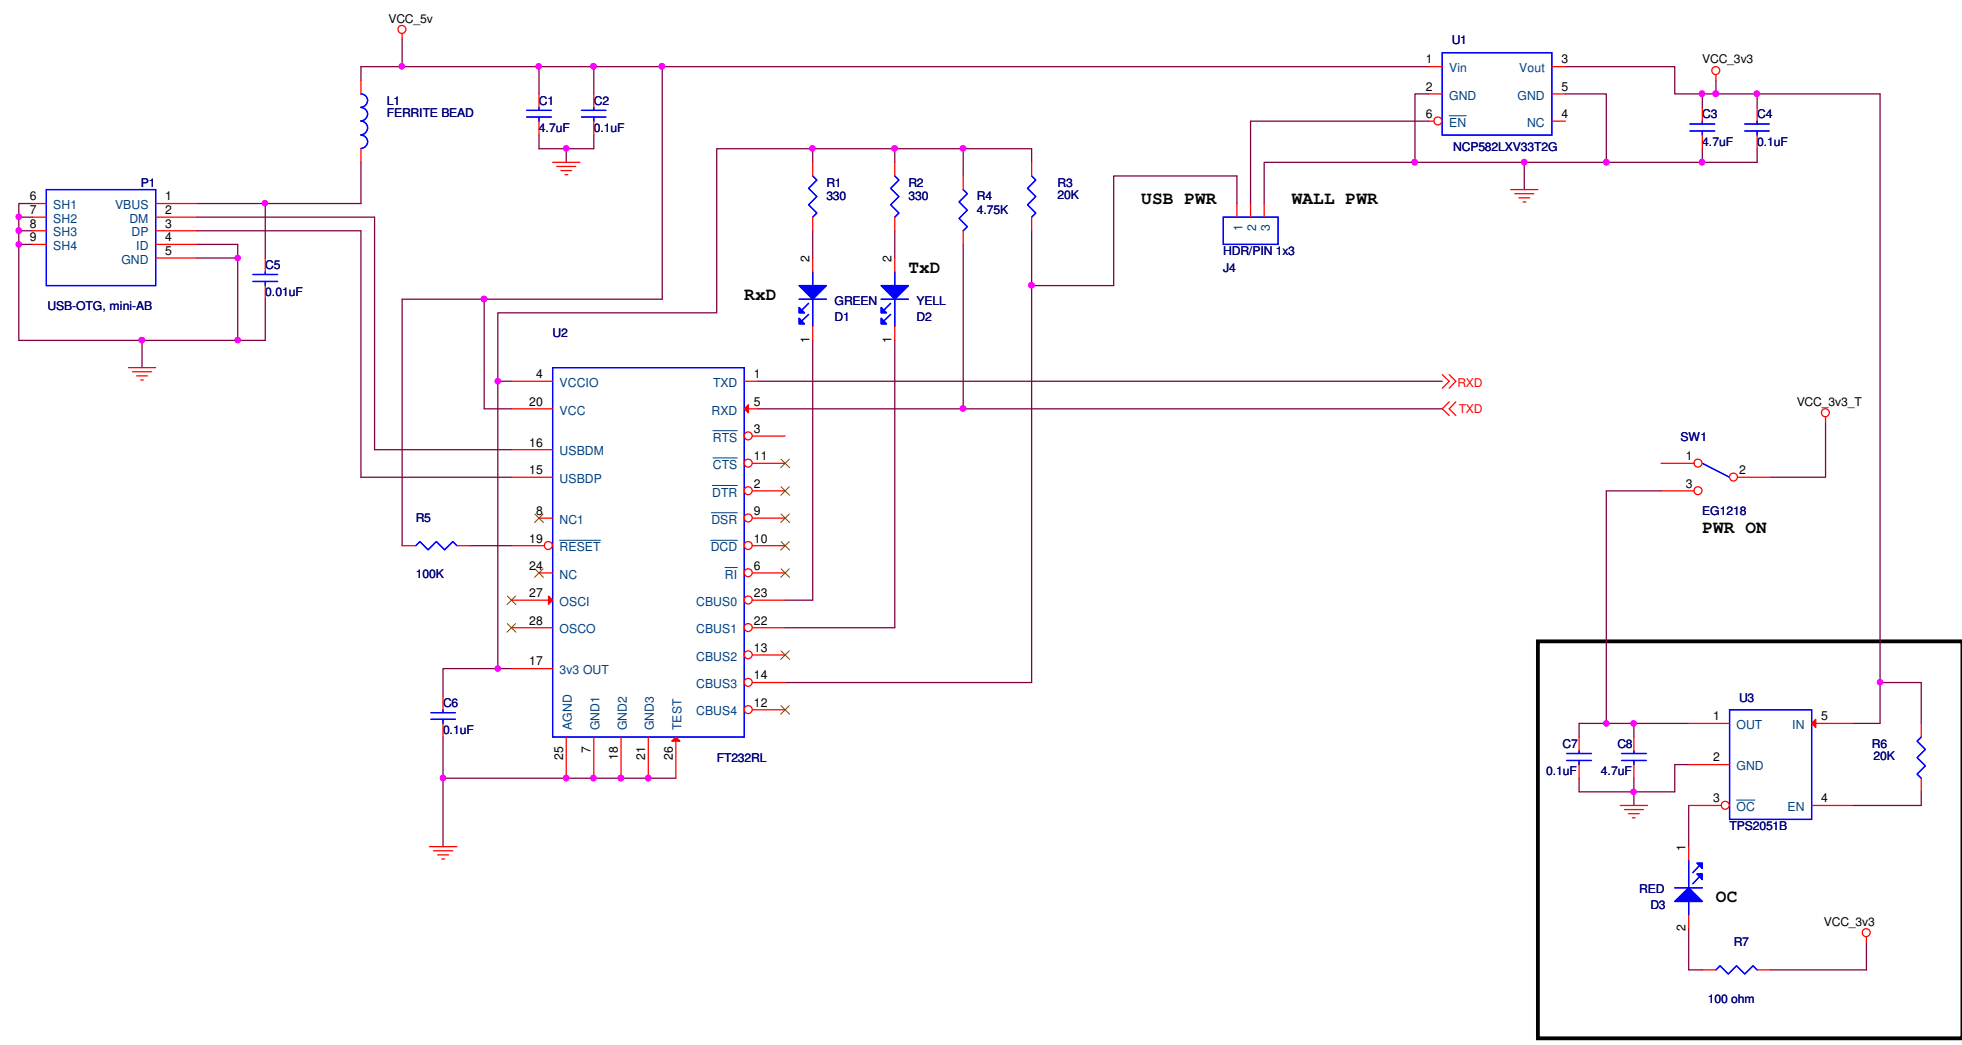 VCC_5v
U1
1
Vin
Vout
3
VCC_3v3
2
GND
GND
5
6
EN
NC
4
NCP582LXV33T2G
C3
4.7uF
C4
0.1uF
L1
FERRITE BEAD
C1
4.7uF
C2
0.1uF
P1
6
SH1
VBUS
1
7
SH2
DM
2
8
SH3
DP
3
9
SH4
ID
4
GND
5
USB-OTG, mini-AB
C5
0.01uF
R1
330
R2
330
R4
4.75K
R3
20K
USB PWR
WALL PWR
1
2
3
HDR/PIN 1x3
J4
2
2
TxD
RxD
GREEN
D1
YELL
D2
1
1
U2
4
VCCIO
TXD
1
RXD
20
VCC
RXD
5
TXD
RTS
3
16
USBDM
CTS
11
15
USBDP
DTR
2
8
NC1
DSR
9
R5
100K
19
RESET
DCD
10
24
NC
RI
6
27
OSCI
CBUS0
23
28
OSCO
CBUS1
22
CBUS2
13
17
3v3 OUT
CBUS3
14
CBUS4
12
AGND
GND1
GND2
GND3
TEST
25
7
18
21
26
FT232RL
C6
0.1uF
VCC_3v3_T
SW1
1
2
3
EG1218
PWR ON
U3
1
OUT
IN
5
2
GND
3
OC
EN
4
TPS2051B
C7
0.1uF
C8
4.7uF
R6
20K
1
RED
D3
OC
2
VCC_3v3
R7
100 ohm